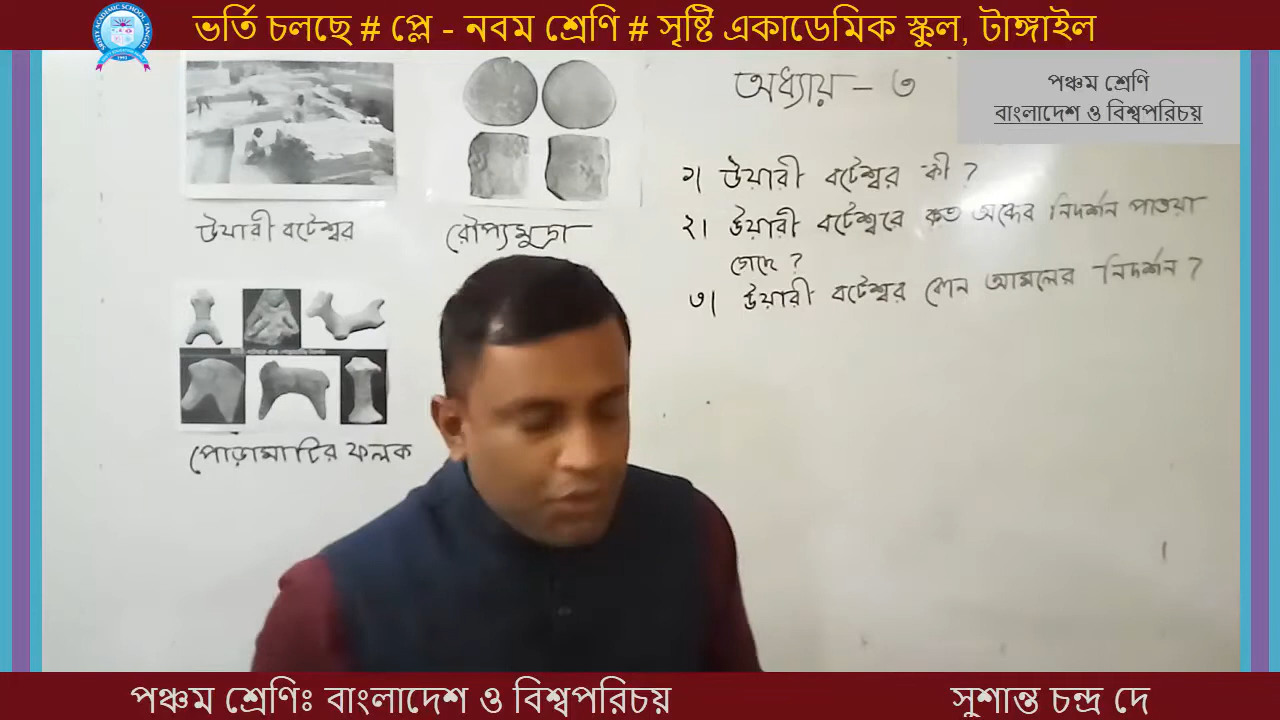 ভর্তি চলছে # প্লে - নবম শ্রেণি # সৃষ্টি একাডেমিক স্কুল, টাঙ্গাইল
পঞ্চম শ্রেণি
বাংলাদেশ ও বিশ্বপরিচয়
অধ্যায় – ৩
১। উয়ারী বটেশ্বর কী ?
২। উয়ারী বটেশ্বরে কত অব্দের নিদর্শন পাওয়া
গেছে ?
৩। উয়ারী বটেশ্বর কোন আমলের নিদর্শন ?
উয়ারী বটেশ্বর
রৌপ্যমুদ্রা
পোড়ামাটির ফলক
পঞ্চম শ্রেণিঃ বাংলাদেশ ও বিশ্বপরিচয়
সুশান্ত চন্দ্র দে